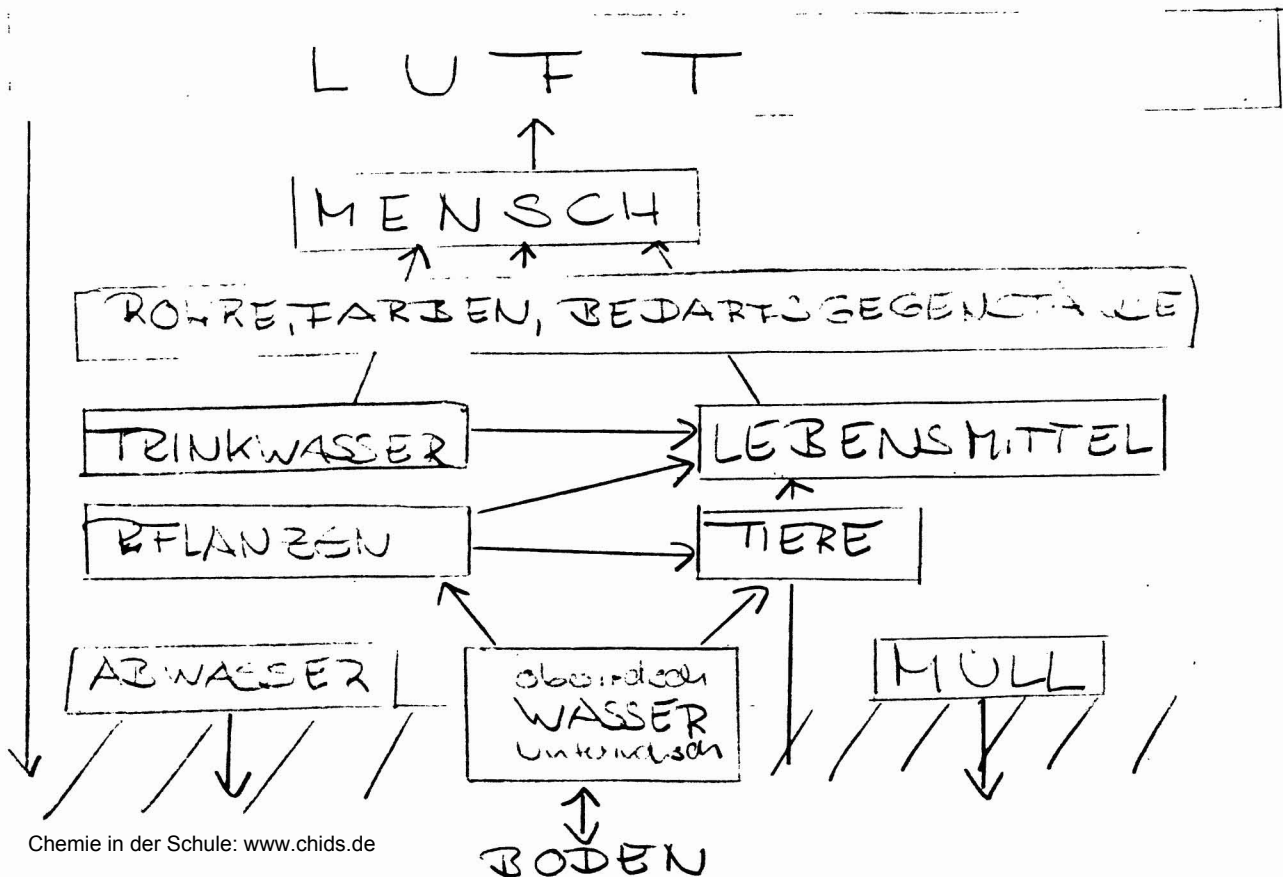 LUFT
MENSCH
ROHRE, FARBEN, BEDARFSGEGENSTÄNDE
TRINKWASSER
LEBENSMITTEL
PFLANZEN
TIERE
ABWASSER
oberirdisch
WASSER
unterirdisch
MÜLL
BODEN
Chemie in der Schule: www.chids.de